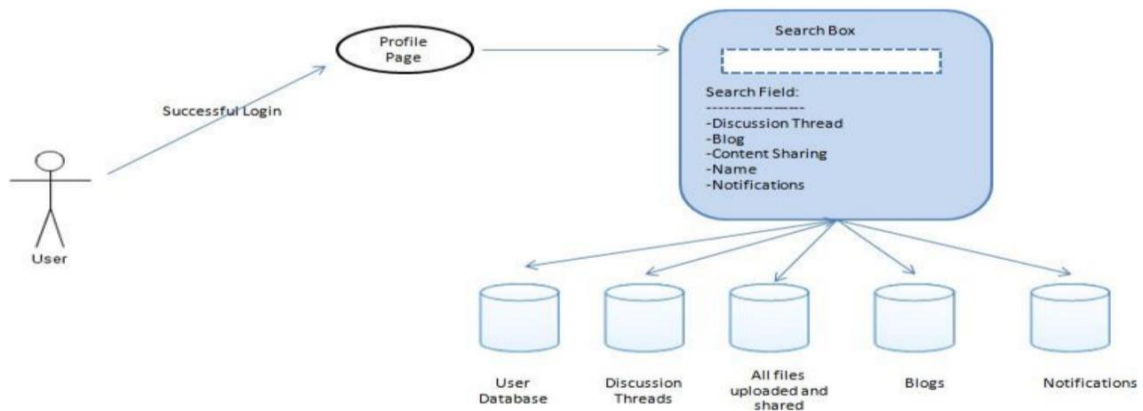 Profile
Page
Successful Login
User
Search Box
Search Field:
-----------------
-Discussion Thread
-Blog
-Content Sharing
-Name
-Notifications
User
Database
Discussion
Threads
All files
uploaded and
shared
Blogs
Notifications